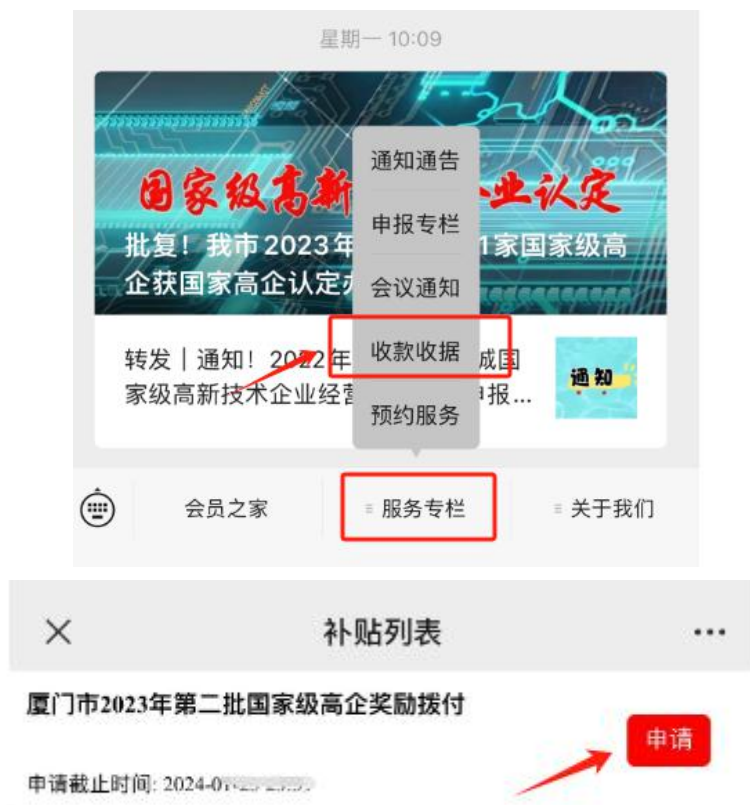 星期一 10:09
通知通告
国家级高新 业认定
申报专栏
批复！我市2023年 1家国家级高
企获国家高企认定
会议通知
收款收据
转发｜通知！2022年 成国
家级高新技术企业经 申报...
通知
预约服务
会员之家
服务专栏
关于我们
补贴列表
厦门市2023年第二批国家级高企奖励拨付
申请
申请截止时间: 2024-01